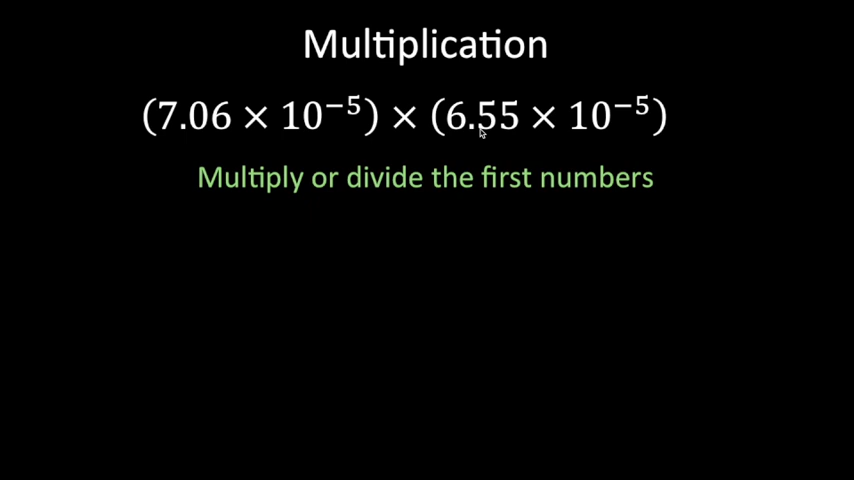 Multiplication
(7.06 × 10⁻⁵) × (6.55 × 10⁻⁵)
Multiply or divide the first numbers